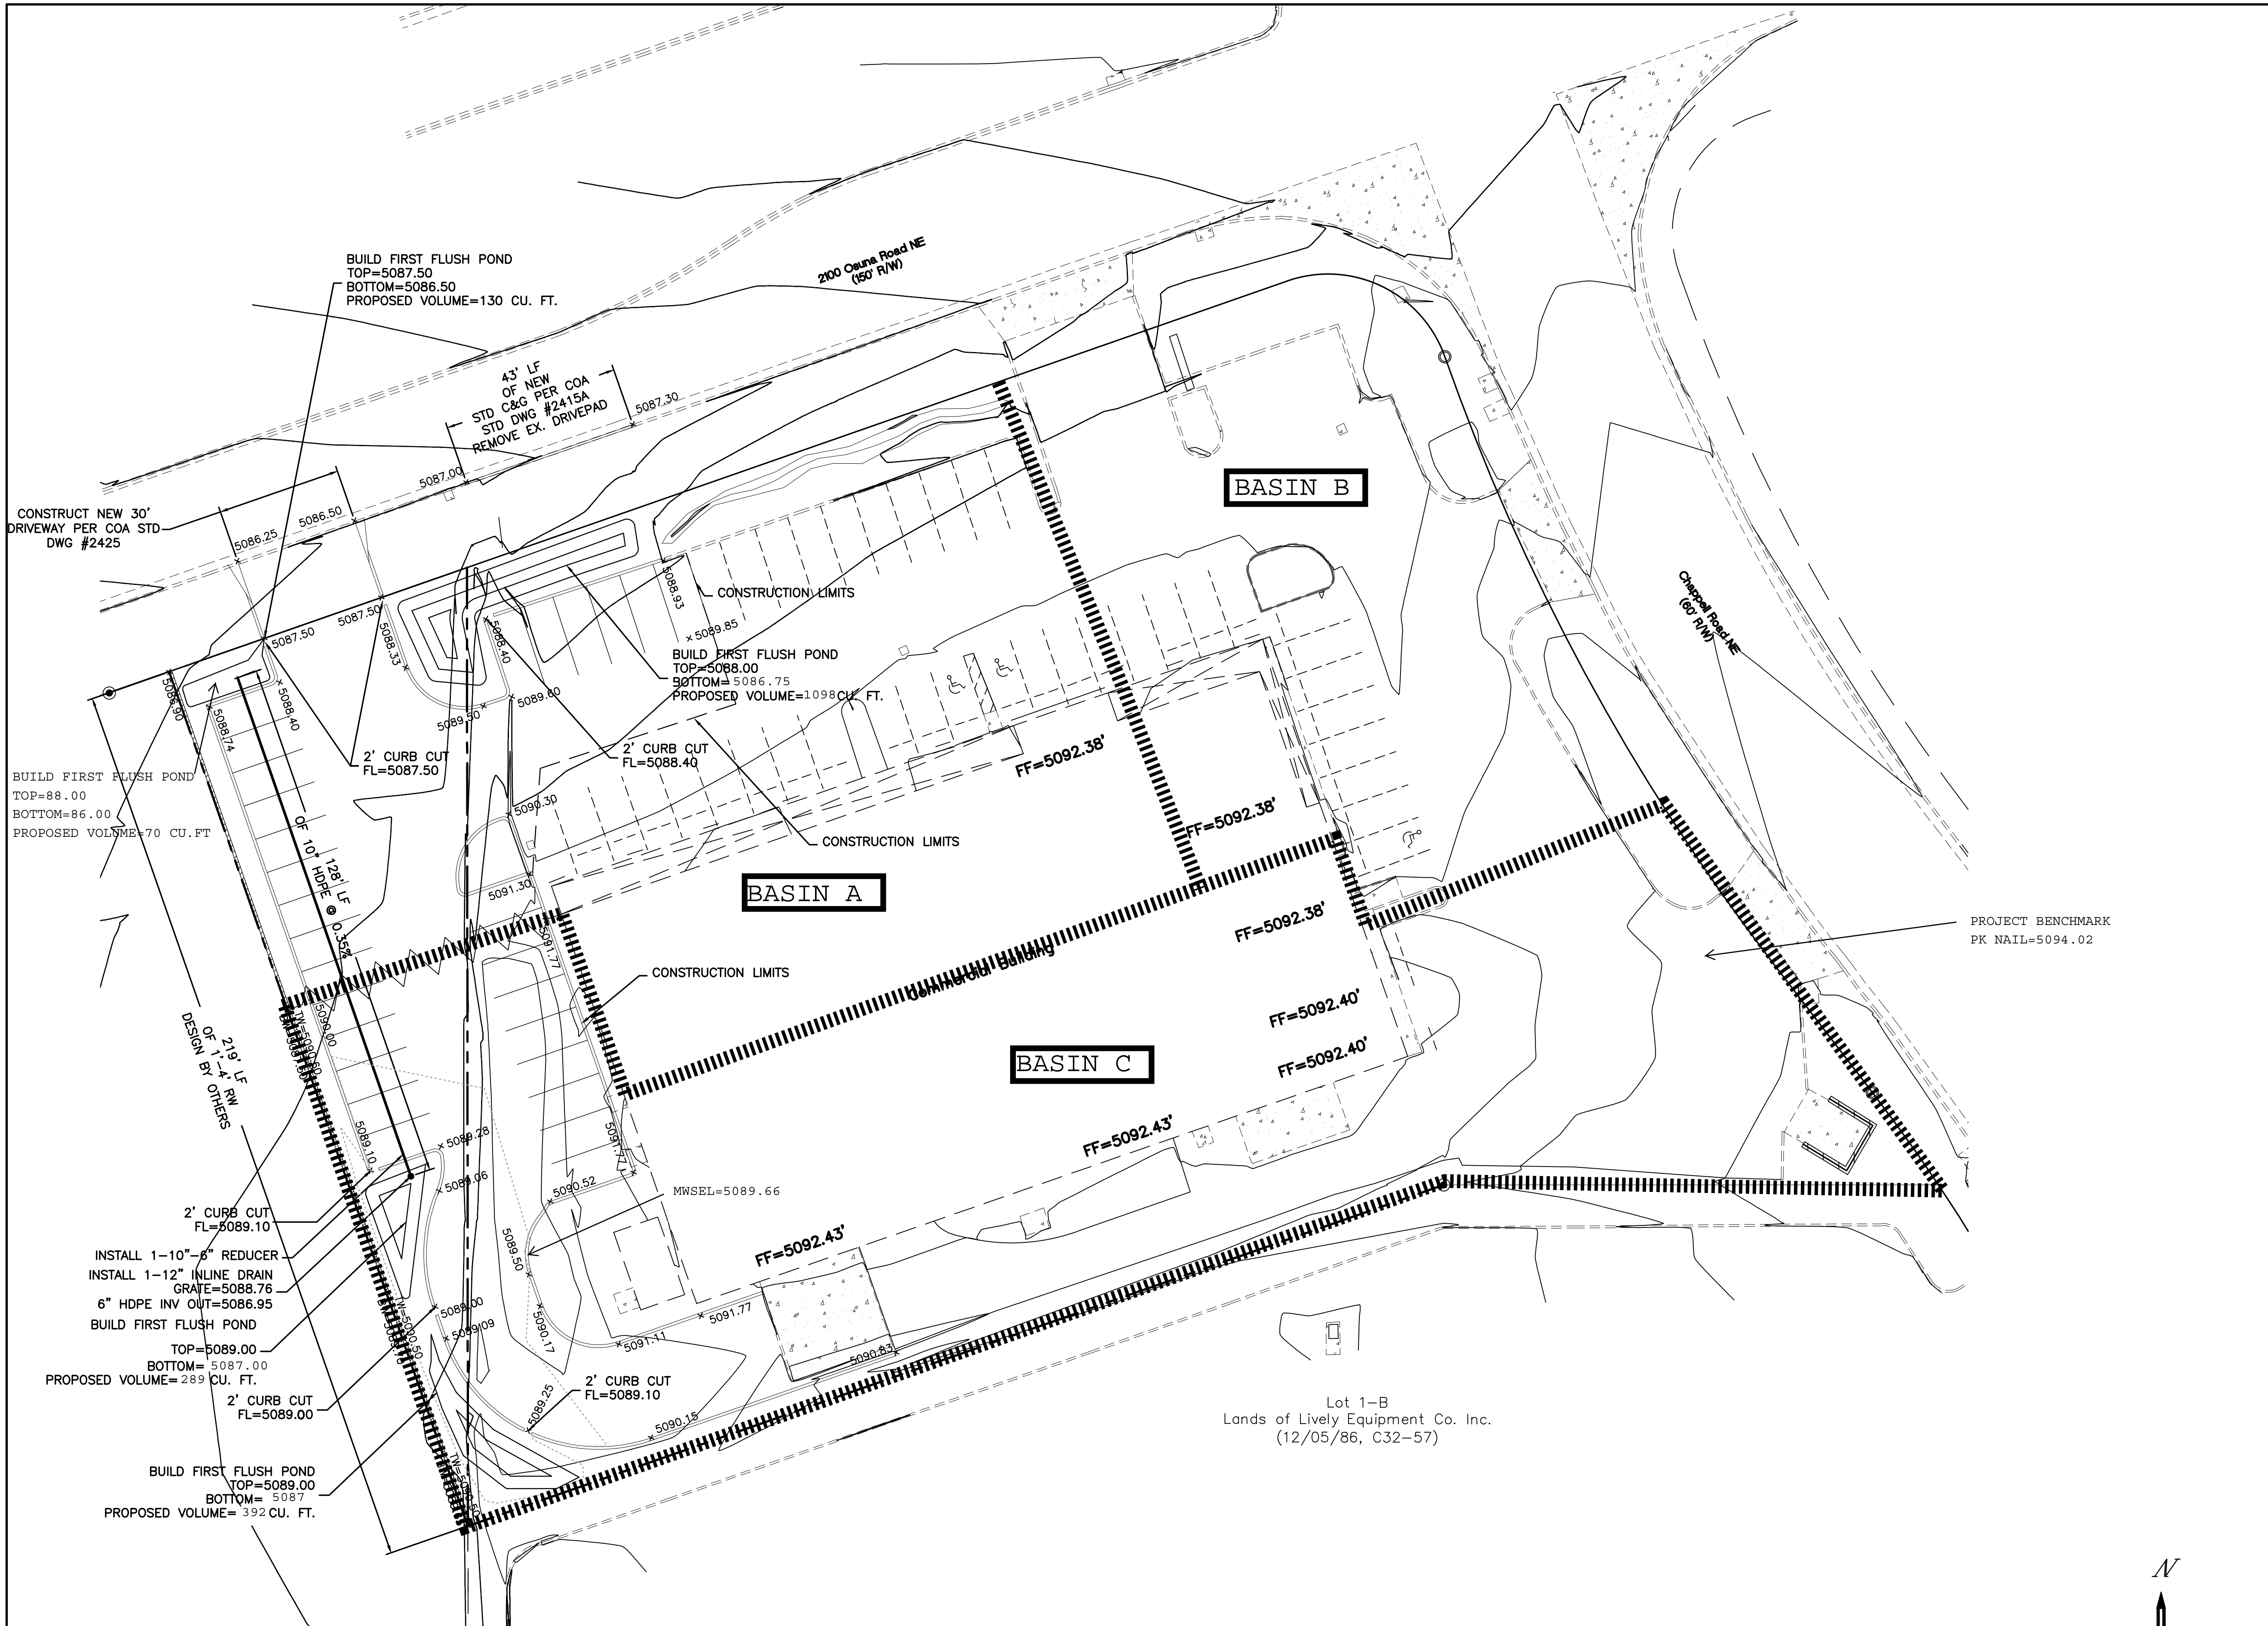 BUILD FIRST FLUSH POND
TOP=5087.50
BOTTOM=5086.50
PROPOSED VOLUME=130 CU. FT.
2100 Osuna Road NE
(150' R/W)
43' LF
OF NEW
STD C&G PER COA
STD DWG #2415A
REMOVE EX. DRIVEPAD
5087.30
5087.00
CONSTRUCT NEW 30'
DRIVEWAY PER COA STD
DWG #2425
5086.25
5086.50
BASIN B
5087.50
5087.50
5088.33
5088.40
5088.93
CONSTRUCTION LIMITS
5089.85
BUILD FIRST FLUSH POND
TOP=5088.00
BOTTOM=5086.75
PROPOSED VOLUME=1098CU. FT.
Chappell Road NE
(60' R/W)
5086.90
5088.74
5088.40
5089.50
5089.60
2' CURB CUT
FL=5087.50
2' CURB CUT
FL=5088.40
FF=5092.38'
BUILD FIRST FLUSH POND
TOP=88.00
BOTTOM=86.00
PROPOSED VOLUME=70 CU.FT
128' LF
OF 10" HDPE @ 0.35%
5090.30
CONSTRUCTION LIMITS
FF=5092.38'
5091.30
BASIN A
5091.77
FF=5092.38'
PROJECT BENCHMARK
PK NAIL=5094.02
Commercial Building
CONSTRUCTION LIMITS
219' LF
OF 1'-4' RW
DESIGN BY OTHERS
TW=5090.60
5090.00
FF=5092.40'
BASIN C
FF=5092.40'
FF=5092.43'
5089.10
5089.28
5089.06
5091.77
5090.52
MWSEL=5089.66
2' CURB CUT
FL=5089.10
INSTALL 1-10"-6" REDUCER
INSTALL 1-12" INLINE DRAIN
GRATE=5088.76
6" HDPE INV OUT=5086.95
BUILD FIRST FLUSH POND
TOP=5089.00
BOTTOM= 5087.00
PROPOSED VOLUME= 289 CU. FT.
5089.50
FF=5092.43'
TW=5090.50
5089.00
5089.09
5090.17
5091.11
5091.77
5090.83
2' CURB CUT
FL=5089.00
5089.25
2' CURB CUT
FL=5089.10
5090.15
BUILD FIRST FLUSH POND
TOP=5089.00
BOTTOM= 5087
PROPOSED VOLUME= 392 CU. FT.
TW=5090.50
Lot 1-B
Lands of Lively Equipment Co. Inc.
(12/05/86, C32-57)
N